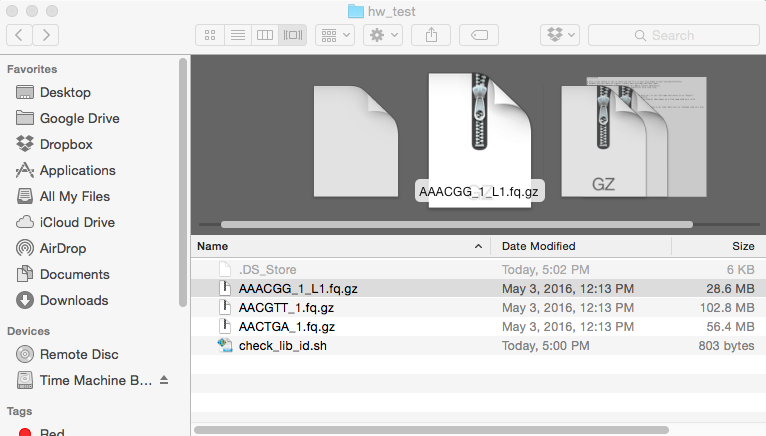 hw_test
Search
Favorites
Desktop
Google Drive
Dropbox
Applications
All My Files
iCloud Drive
AirDrop
Documents
Downloads
Devices
Remote Disc
Time Machine B...
Tags
Red
GZ
AAACGG_1_L1.fq.gz
GZ
Name Date Modified Size
.DS_Store Today, 5:02 PM 6 KB
AAACGG_1_L1.fq.gz May 3, 2016, 12:13 PM 28.6 MB
AACGTT_1.fq.gz May 3, 2016, 12:13 PM 102.8 MB
AACTGA_1.fq.gz May 3, 2016, 12:13 PM 56.4 MB
check_lib_id.sh Today, 5:00 PM 803 bytes